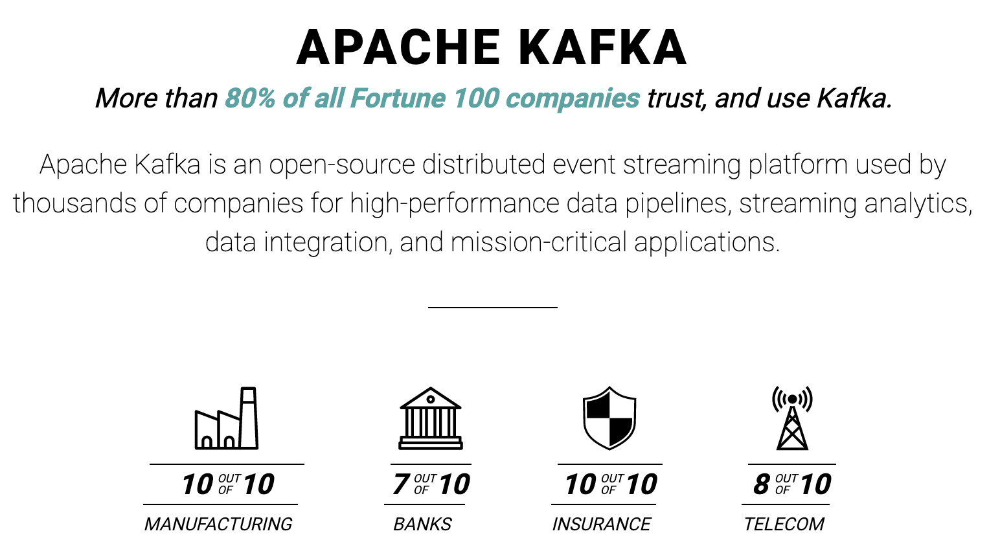 APACHE KAFKA
More than 80% of all Fortune 100 companies trust, and use Kafka.
Apache Kafka is an open-source distributed event streaming platform used by
thousands of companies for high-performance data pipelines, streaming analytics,
data integration, and mission-critical applications.
10 OUT OF 10
MANUFACTURING
7 OUT OF 10
BANKS
10 OUT OF 10
INSURANCE
8 OUT OF 10
TELECOM